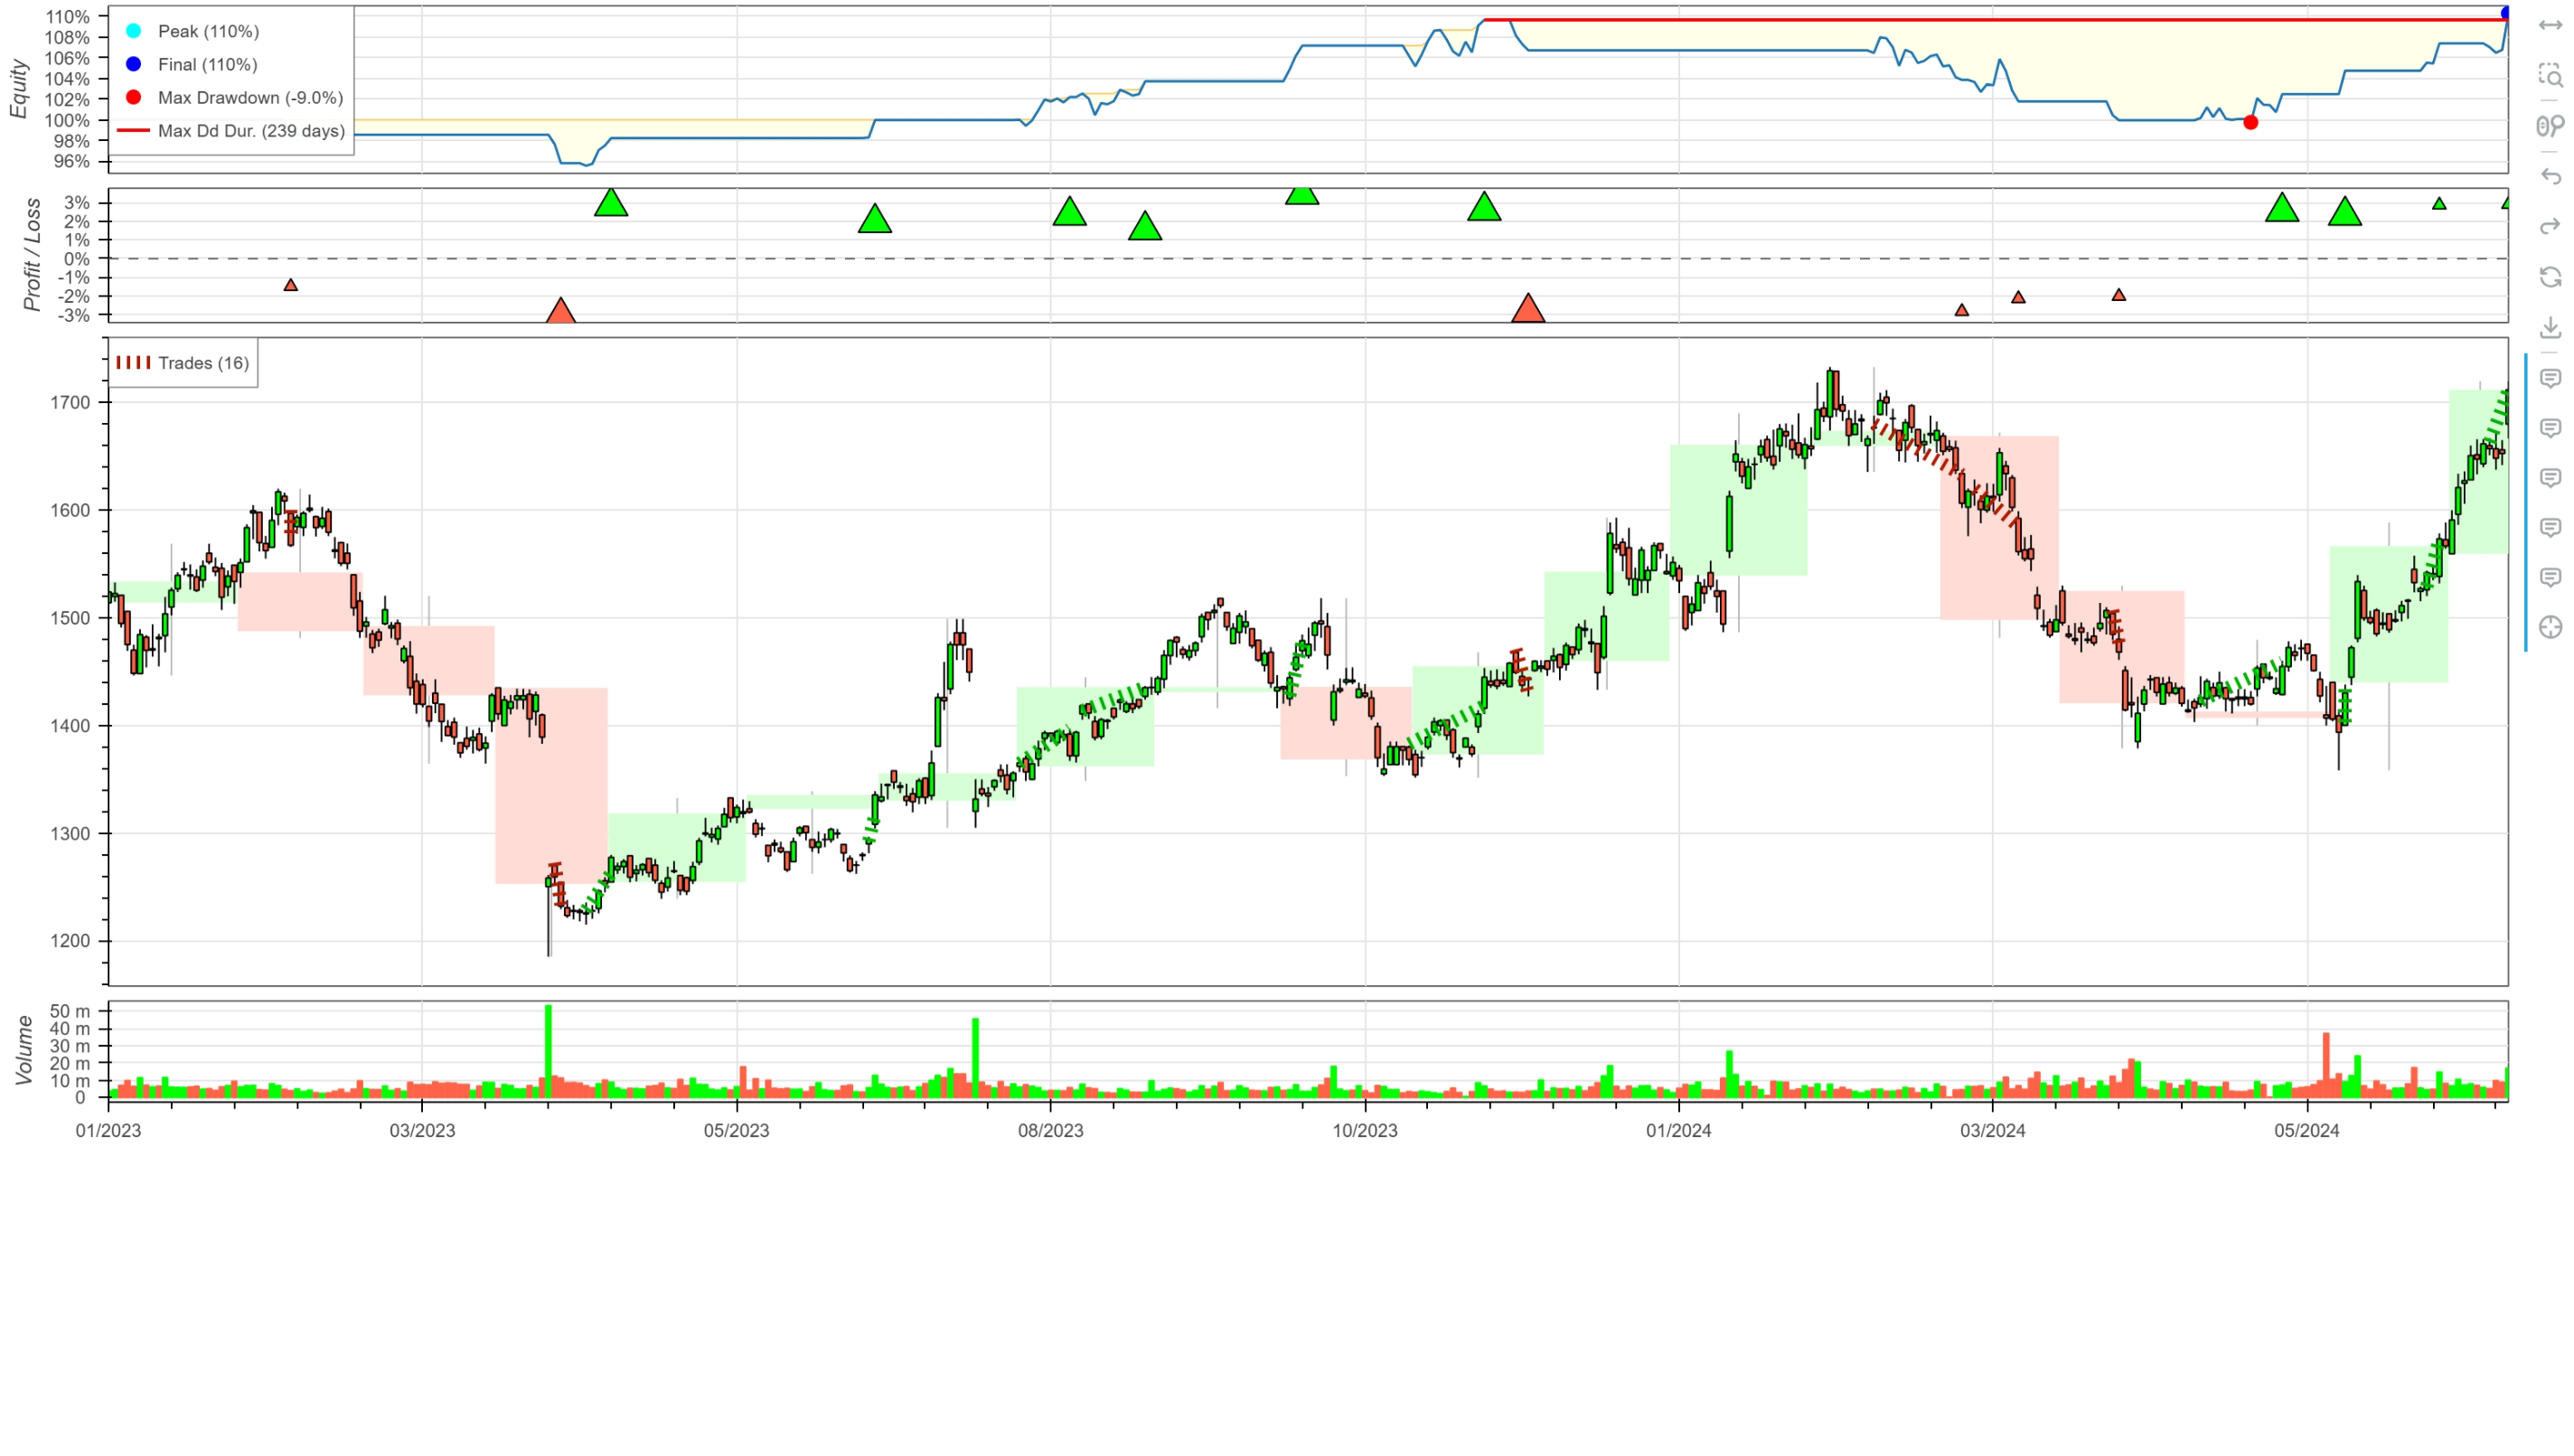 110%
108%
106%
104%
102%
100%
98%
96%
Equity
Peak (110%)
Final (110%)
Max Drawdown (-9.0%)
Max Dd Dur. (239 days)
3%
2%
1%
0%
-1%
-2%
-3%
Profit / Loss
Trades (16)
1700
1600
1500
1400
1300
1200
50 m
40 m
30 m
20 m
10 m
0
Volume
01/2023
03/2023
05/2023
08/2023
10/2023
01/2024
03/2024
05/2024